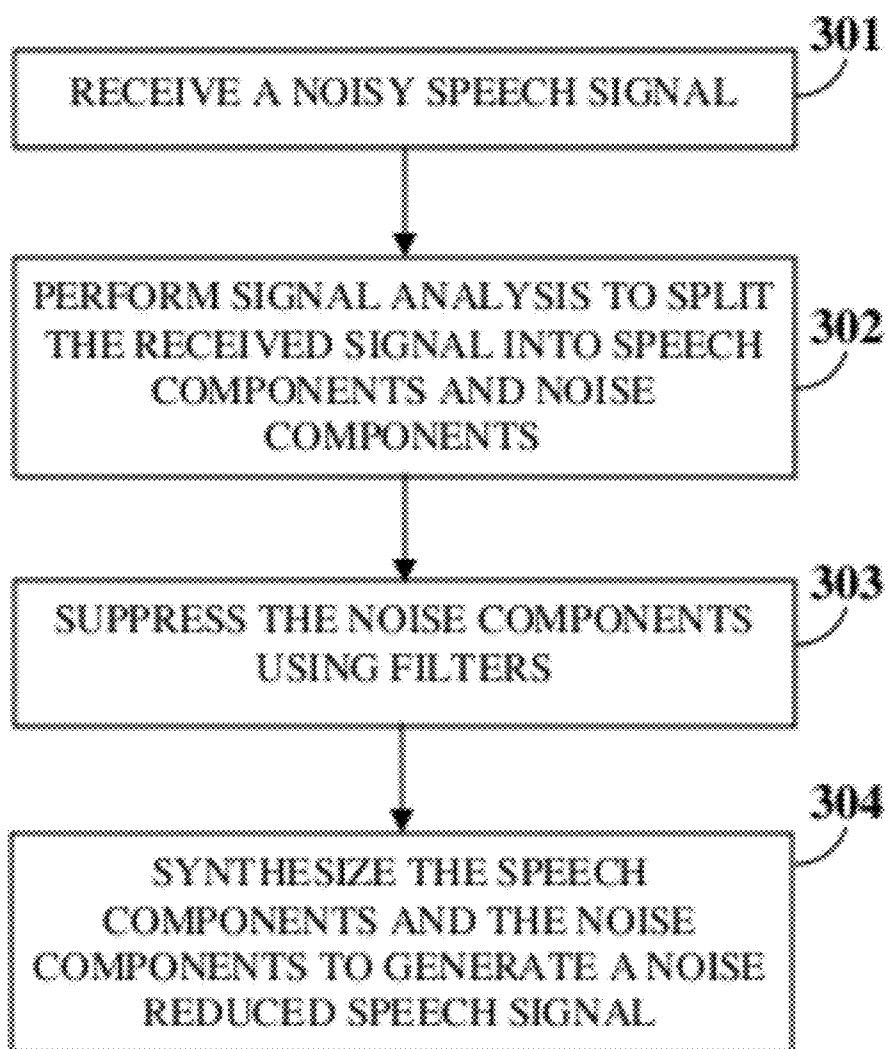 301
RECEIVE A NOISY SPEECH SIGNAL
PERFORM SIGNAL ANALYSIS TO SPLIT
THE RECEIVED SIGNAL INTO SPEECH
COMPONENTS AND NOISE
COMPONENTS
302
303
SUPPRESS THE NOISE COMPONENTS
USING FILTERS
304
SYNTHESIZE THE SPEECH
COMPONENTS AND THE NOISE
COMPONENTS TO GENERATE A NOISE
REDUCED SPEECH SIGNAL